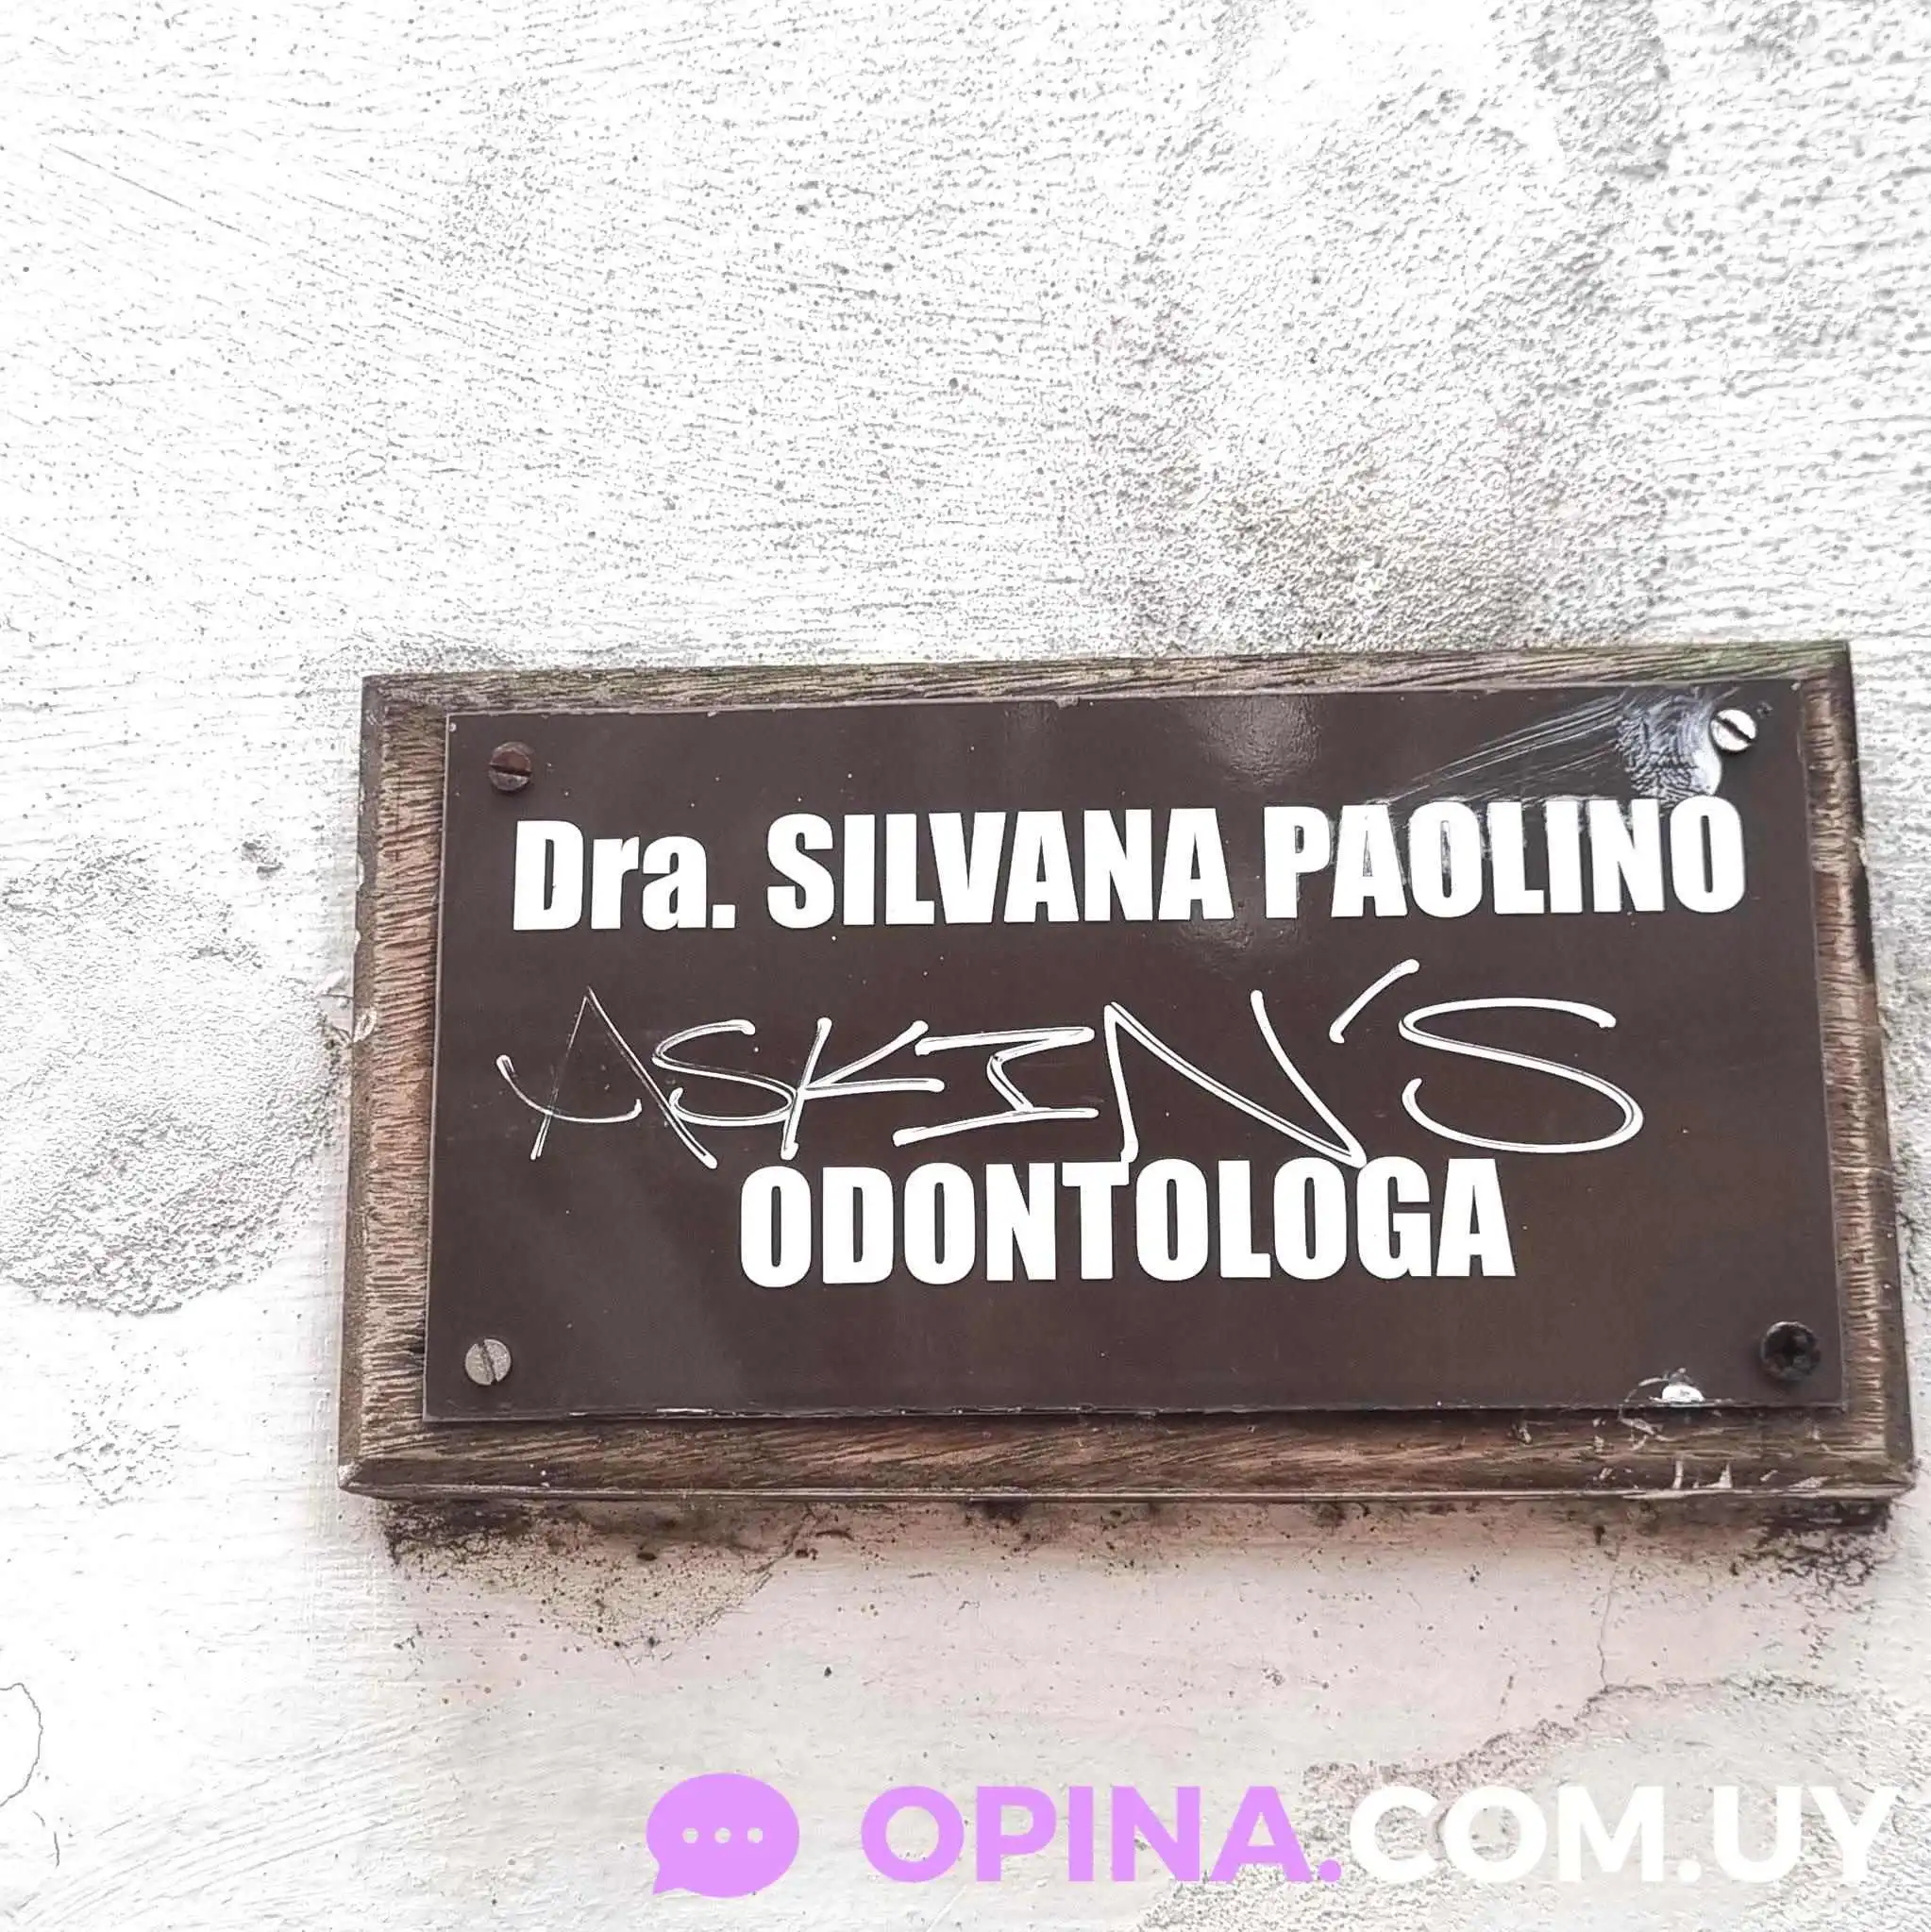 Dra. SILVANA PAOLINO
ASKIN'S
ODONTOLOGA
OPINA.COM.UY